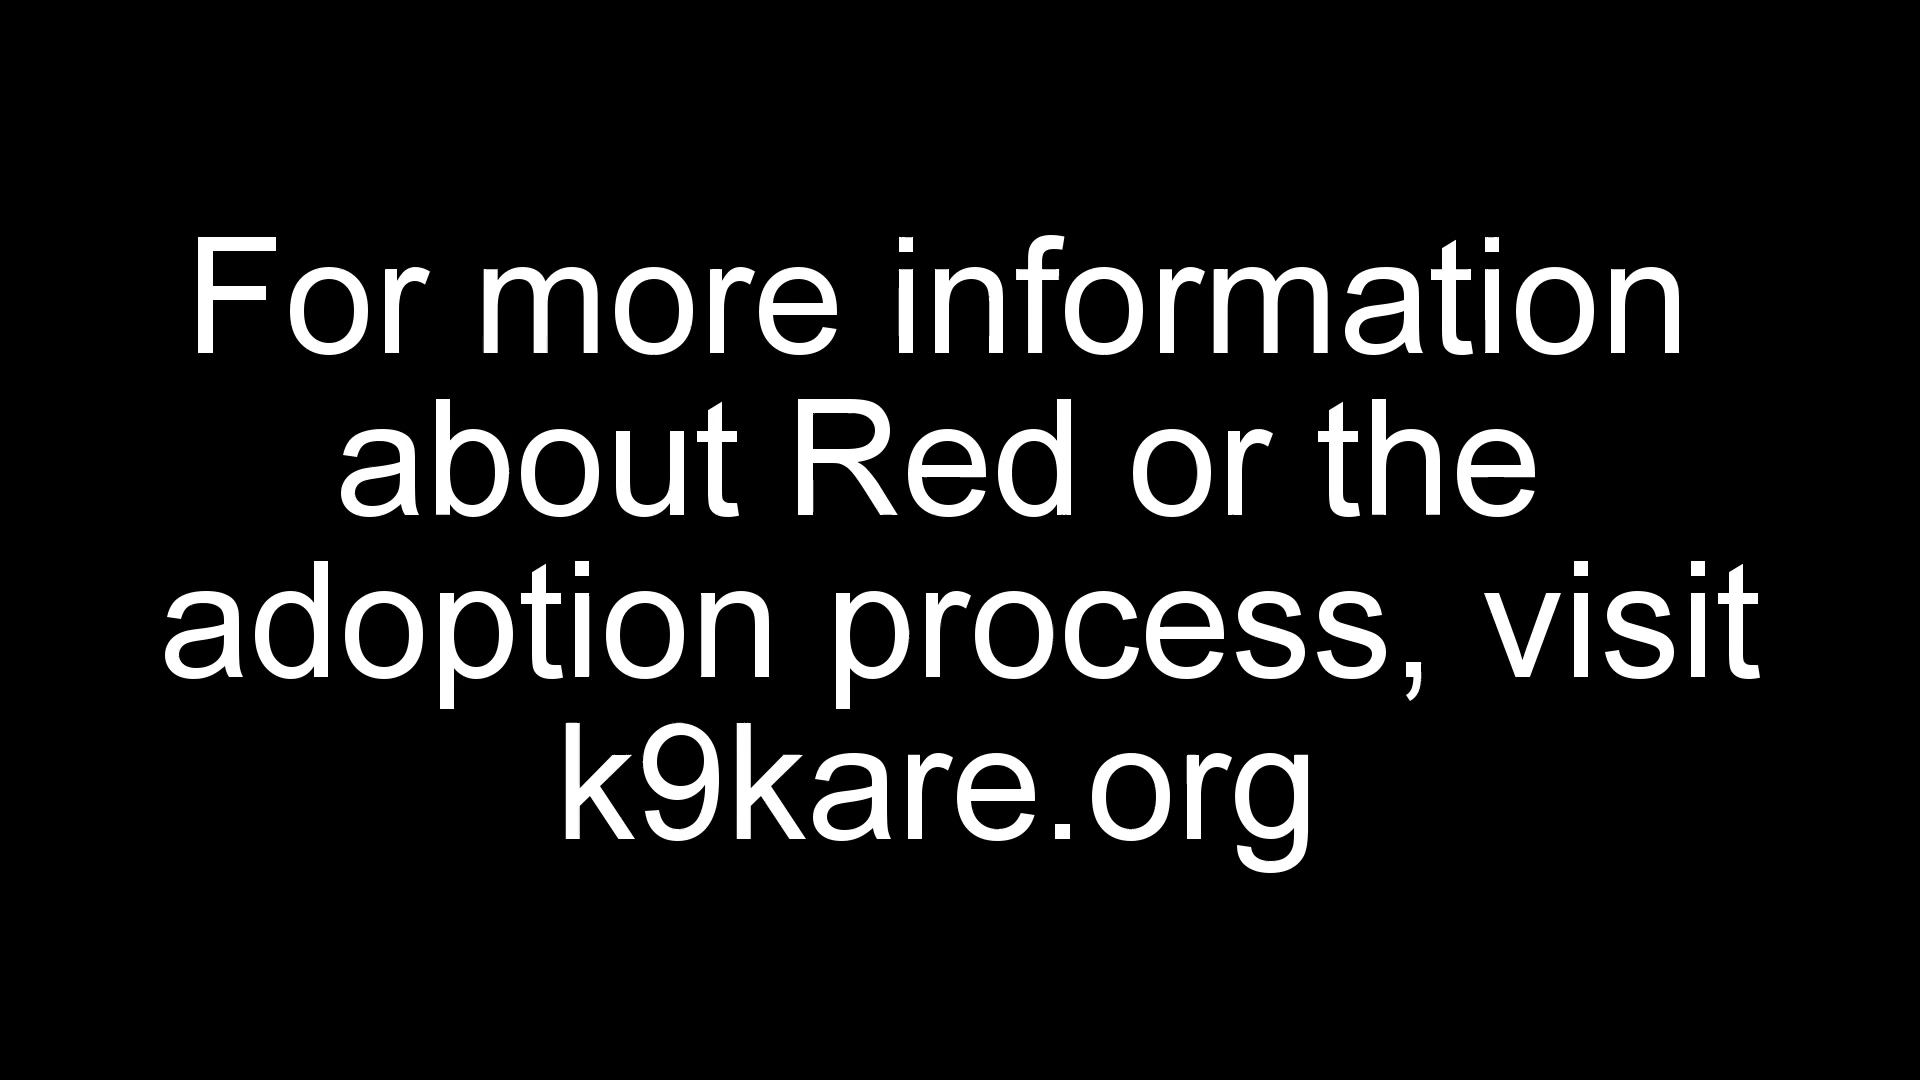 For more information
about Red or the
adoption process, visit
k9kare.org